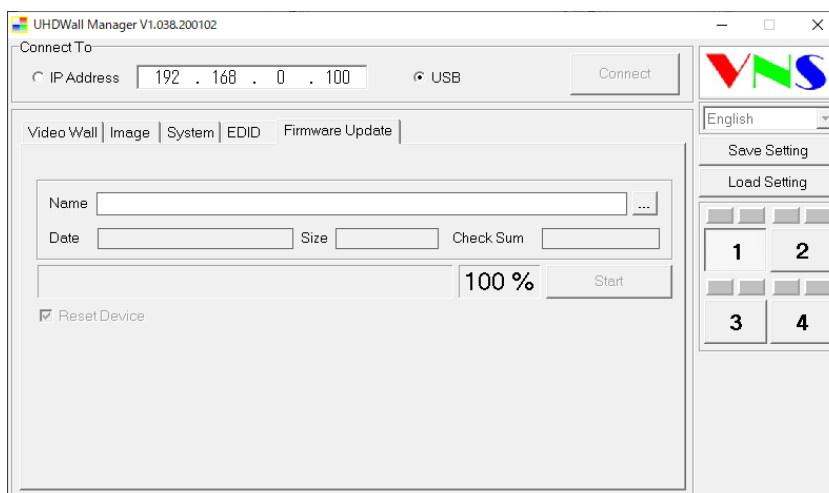 UHDWall Manager V1.038.200102
Connect To
IP Address 192 . 168 . 0 . 100 USB Connect
VNS
English
Save Setting
Load Setting
Video Wall Image System EDID Firmware Update
Name ...
Date Size Check Sum
100 % Start
Reset Device
1 2
3 4